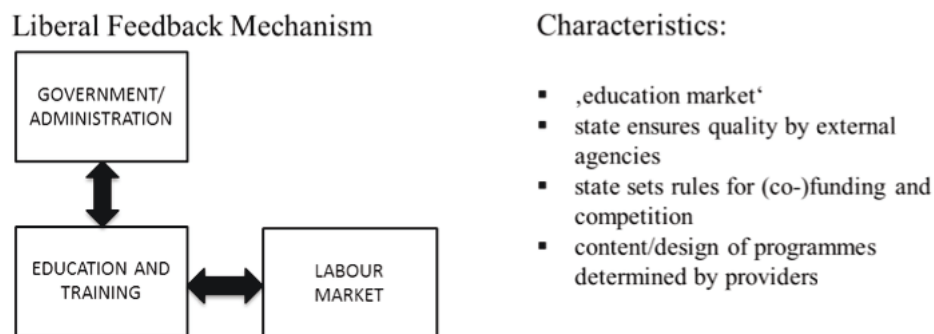 Liberal Feedback Mechanism
GOVERNMENT/
ADMINISTRATION
EDUCATION AND
TRAINING
LABOUR
MARKET
Characteristics:
▪ ‚education market‘
▪ state ensures quality by external
agencies
▪ state sets rules for (co-)funding and
competition
▪ content/design of programmes
determined by providers